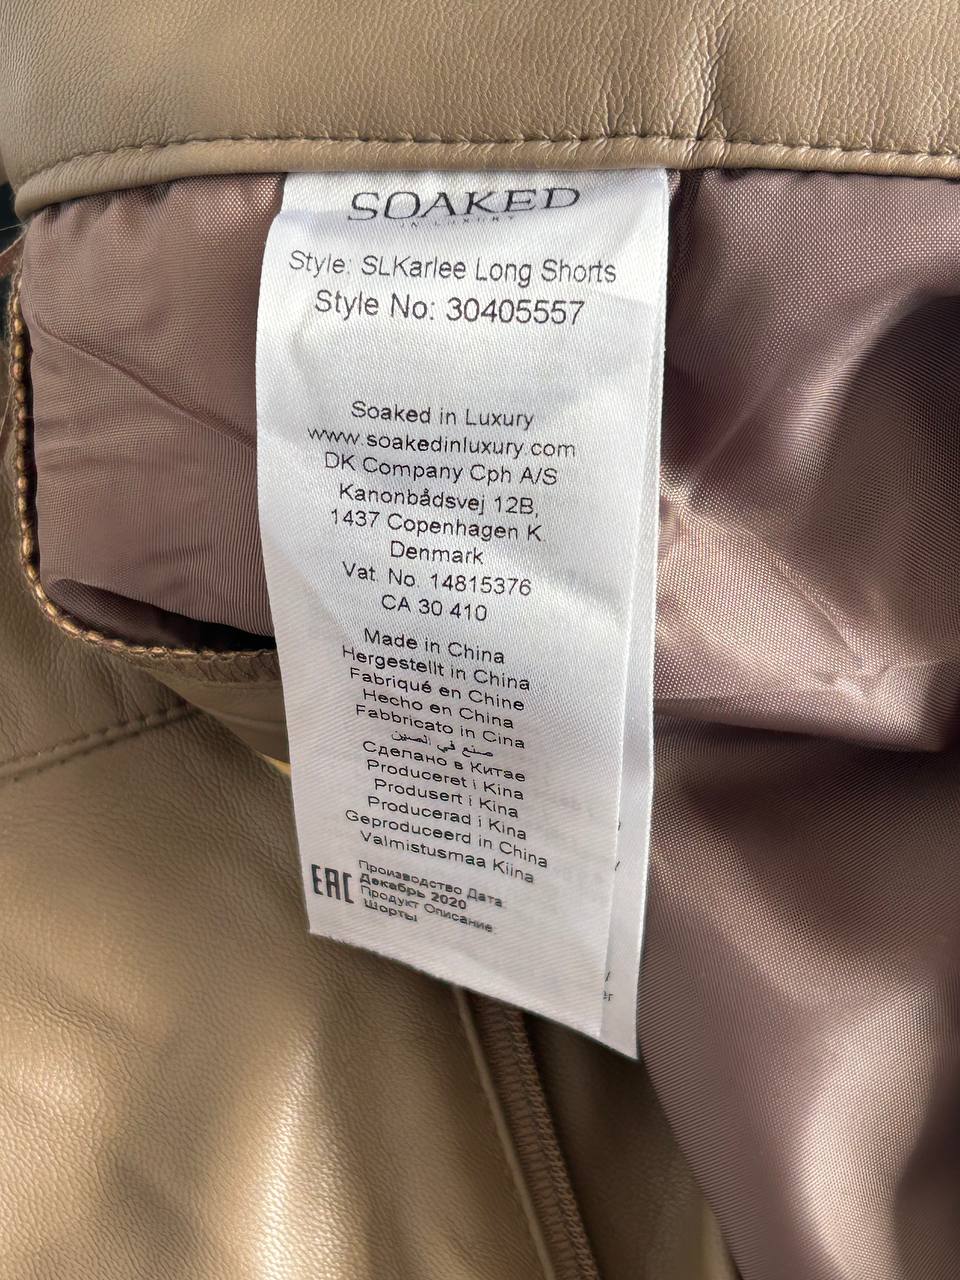 SOAKED
IN LUXURY
Style: SLKarlee Long Shorts
Style No: 30405557
Soaked in Luxury
www.soakedinluxury.com
DK Company Cph A/S
Kanonbådsvej 12B,
1437 Copenhagen K.
Denmark
Vat. No. 14815376
CA 30 410
Made in China
Hergestellt in China
Fabriqué en Chine
Hecho en China
Fabbricato in Cina
صنع في الصين
Сделано в Китае
Produceret i Kina
Produsert i Kina
Producerad i Kina
Geproduceerd in China
Valmistusmaa Kiina
EAC
Производство Дата:
Декабрь 2020
Продукт Описание:
Шорты